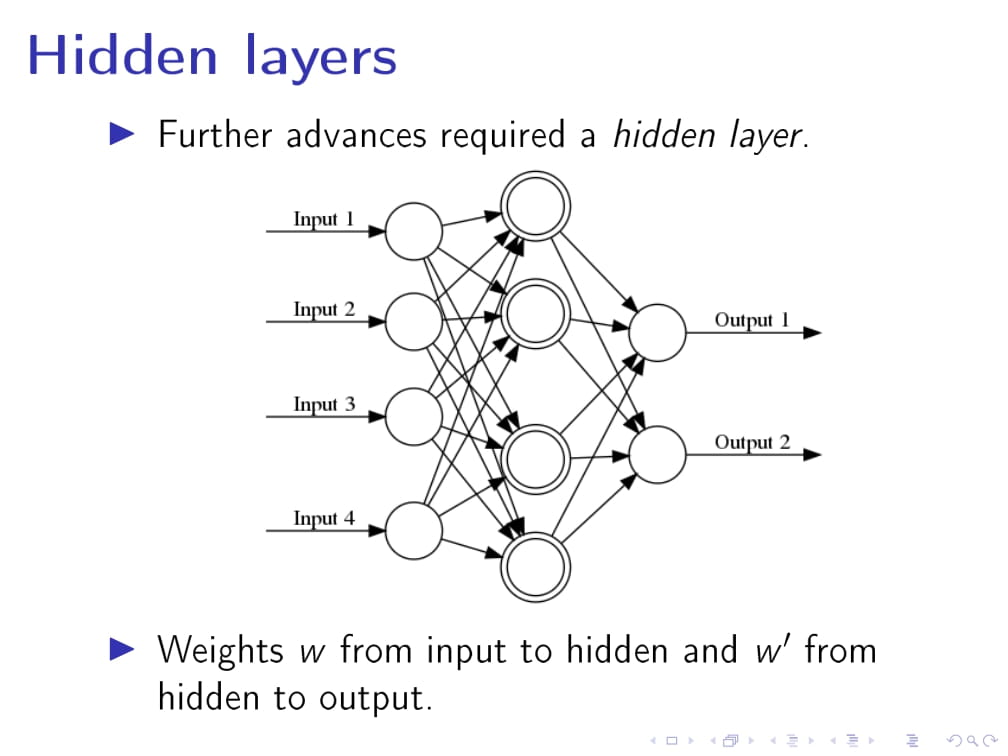 Hidden layers
Further advances required a hidden layer.
Input 1
Input 2
Input 3
Input 4
Output 1
Output 2
Weights w from input to hidden and w′ from
hidden to output.